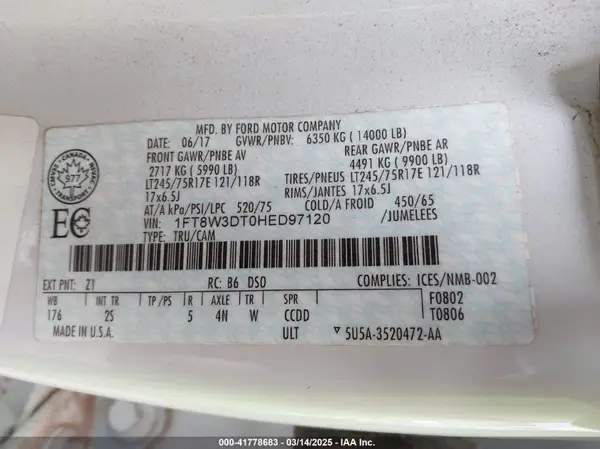 MFD. BY FORD MOTOR COMPANY
DATE: 06/17 GVWR/PNBV: 6350 KG ( 14000 LB)
FRONT GAWR/PNBE AV REAR GAWR/PNBE AR
2717 KG ( 5990 LB) 4491 KG ( 9900 LB)
LT245/75R17E 121/118R TIRES/PNEUS LT245/75R17E 121/118R
17x6.5J RIMS/JANTES 17x6.5J
AT/A kPa/PSI/LPC 520/75 COLD/A FROID 450/65
VIN: 1FT8W3DT0HED97120 /JUMELEES
TYPE: TRU/CAM
CANADA
977
TRANSPORT
EC
EXT PNT: Z1 RC: B6 DSO COMPLIES: ICES/NMB-002
WB INT TR TP/PS R AXLE TR SPR F0802
176 2S 5 4N W CCDD T0806
MADE IN U.S.A. ULT ▽ 5U5A-3520472-AA
000-41778683 - 03/14/2025 - IAA Inc.